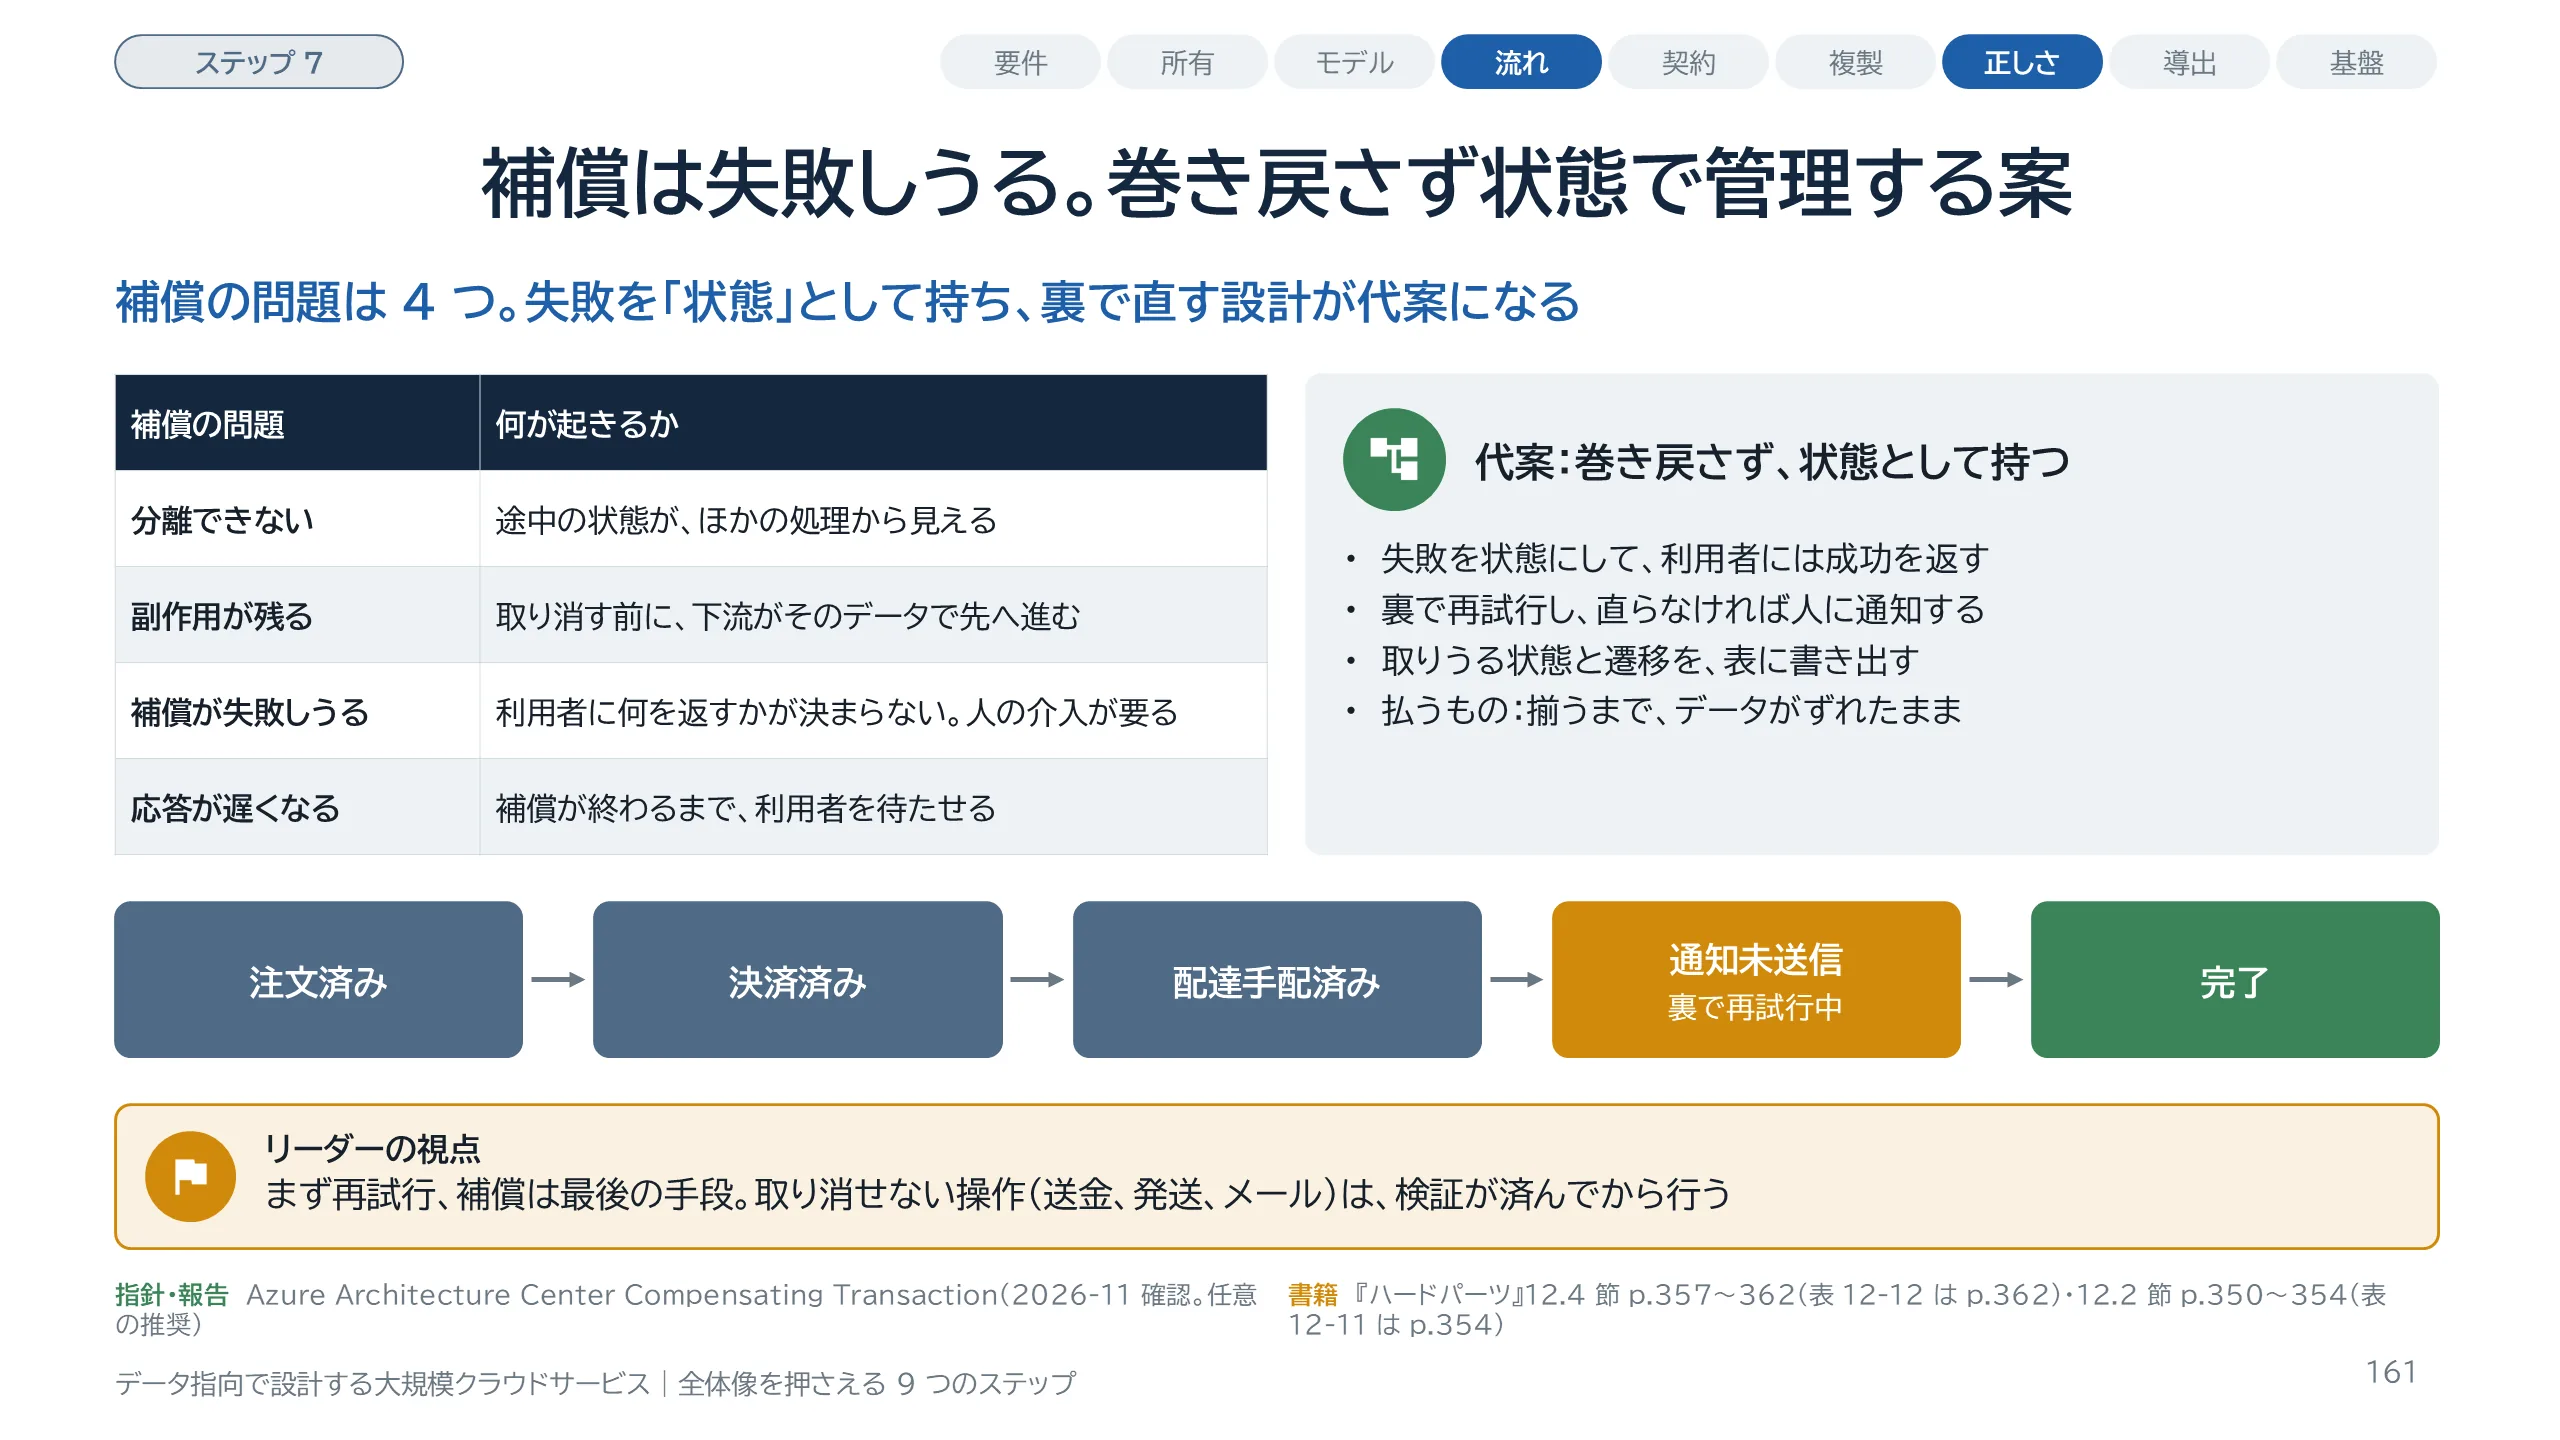 ステップ 7
要件
所有
モデル
流れ
契約
複製
正しさ
導出
基盤
補償は失敗しうる。巻き戻さず状態で管理する案
補償の問題は 4 つ。失敗を「状態」として持ち、裏で直す設計が代案になる
補償の問題
何が起きるか
分離できない
途中の状態が、ほかの処理から見える
副作用が残る
取り消す前に、下流がそのデータで先へ進む
補償が失敗しうる
利用者に何を返すかが決まらない。人の介入が要る
応答が遅くなる
補償が終わるまで、利用者を待たせる
代案：巻き戻さず、状態として持つ
• 失敗を状態にして、利用者には成功を返す
• 裏で再試行し、直らなければ人に通知する
• 取りうる状態と遷移を、表に書き出す
• 払うもの：揃うまで、データがずれたまま
注文済み
決済済み
配達手配済み
通知未送信
裏で再試行中
完了
リーダーの視点
まず再試行、補償は最後の手段。取り消せない操作（送金、発送、メール）は、検証が済んでから行う
指針・報告 Azure Architecture Center Compensating Transaction（2026-11 確認。任意
の推奨）
書籍 『ハードパーツ』12.4 節 p.357～362（表 12-12 は p.362）・12.2 節 p.350～354（表
12-11 は p.354）
データ指向で設計する大規模クラウドサービス｜全体像を押さえる 9 つのステップ
161